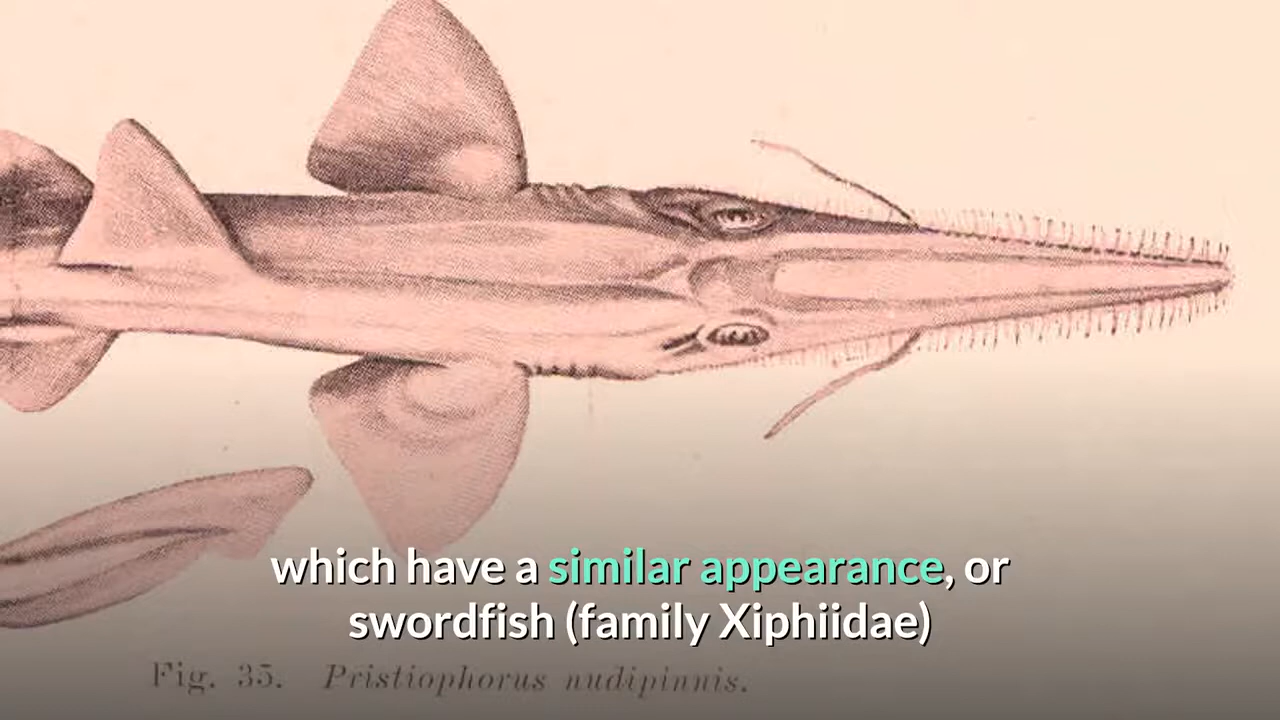 which have a similar appearance, or
swordfish (family Xiphiidae)
Fig. 35. Pristiophorus nudipinnis.